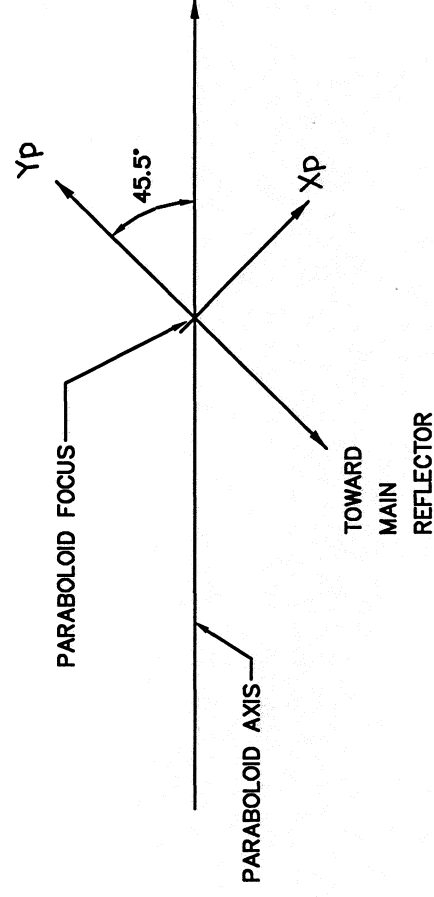 Yp
45.5°
Xp
PARABOLOID FOCUS
TOWARD
MAIN
REFLECTOR
PARABOLOID AXIS